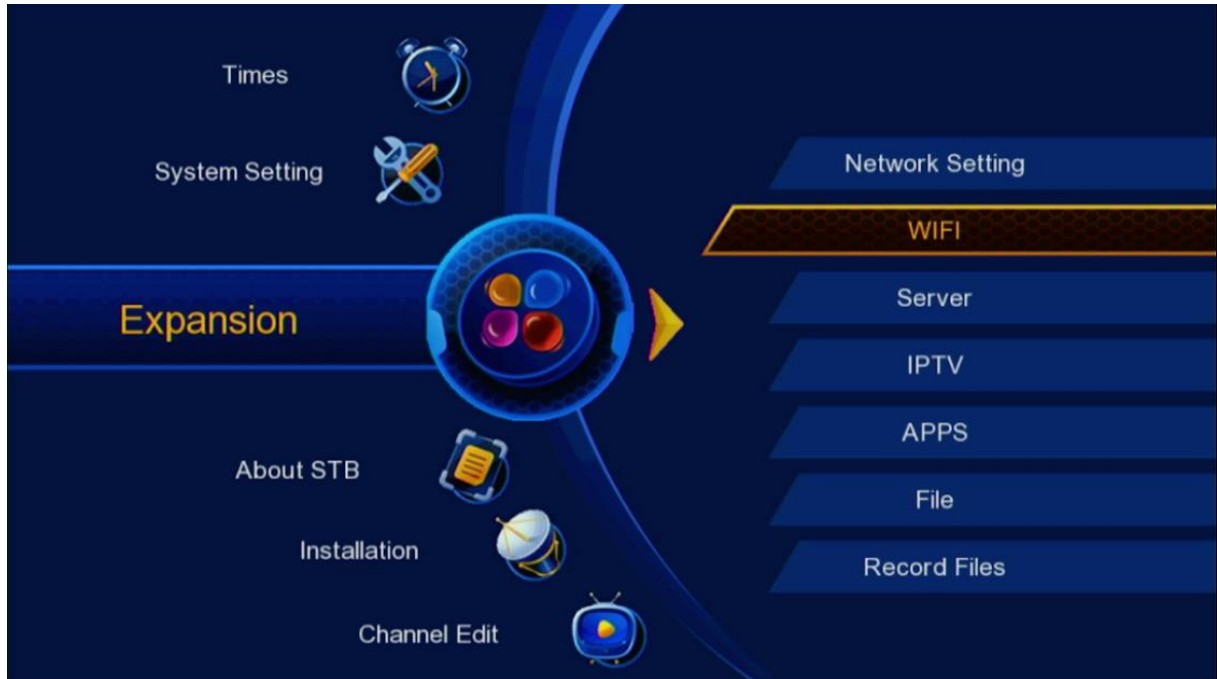 Times
System Setting
Expansion
About STB
Installation
Channel Edit
Network Setting
WIFI
Server
IPTV
APPS
File
Record Files